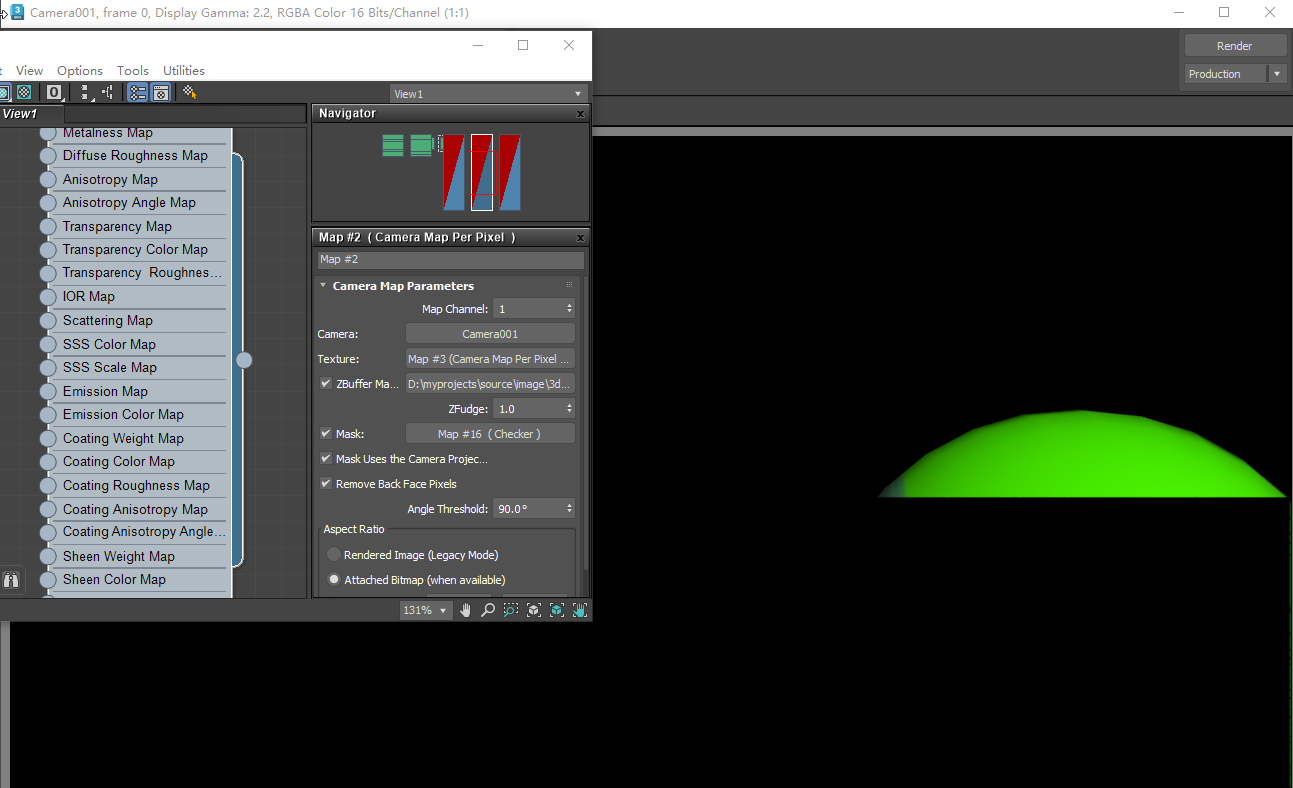 Camera001, frame 0, Display Gamma: 2.2, RGBA Color 16 Bits/Channel (1:1)
Render
Production
View Options Tools Utilities
0
View1
View1
Metalness Map
Diffuse Roughness Map
Anisotropy Map
Anisotropy Angle Map
Transparency Map
Transparency Color Map
Transparency Roughnes...
IOR Map
Scattering Map
SSS Color Map
SSS Scale Map
Emission Map
Emission Color Map
Coating Weight Map
Coating Color Map
Coating Roughness Map
Coating Anisotropy Map
Coating Anisotropy Angle...
Sheen Weight Map
Sheen Color Map
Navigator
x
Map #2 ( Camera Map Per Pixel )
x
Map #2
Camera Map Parameters
Map Channel: 1
Camera: Camera001
Texture: Map #3 (Camera Map Per Pixel ...
ZBuffer Ma... D:\myprojects\source\image\3d...
ZFudge: 1.0
Mask: Map #16 ( Checker )
Mask Uses the Camera Projec...
Remove Back Face Pixels
Angle Threshold: 90.0°
Aspect Ratio
Rendered Image (Legacy Mode)
Attached Bitmap (when available)
131%